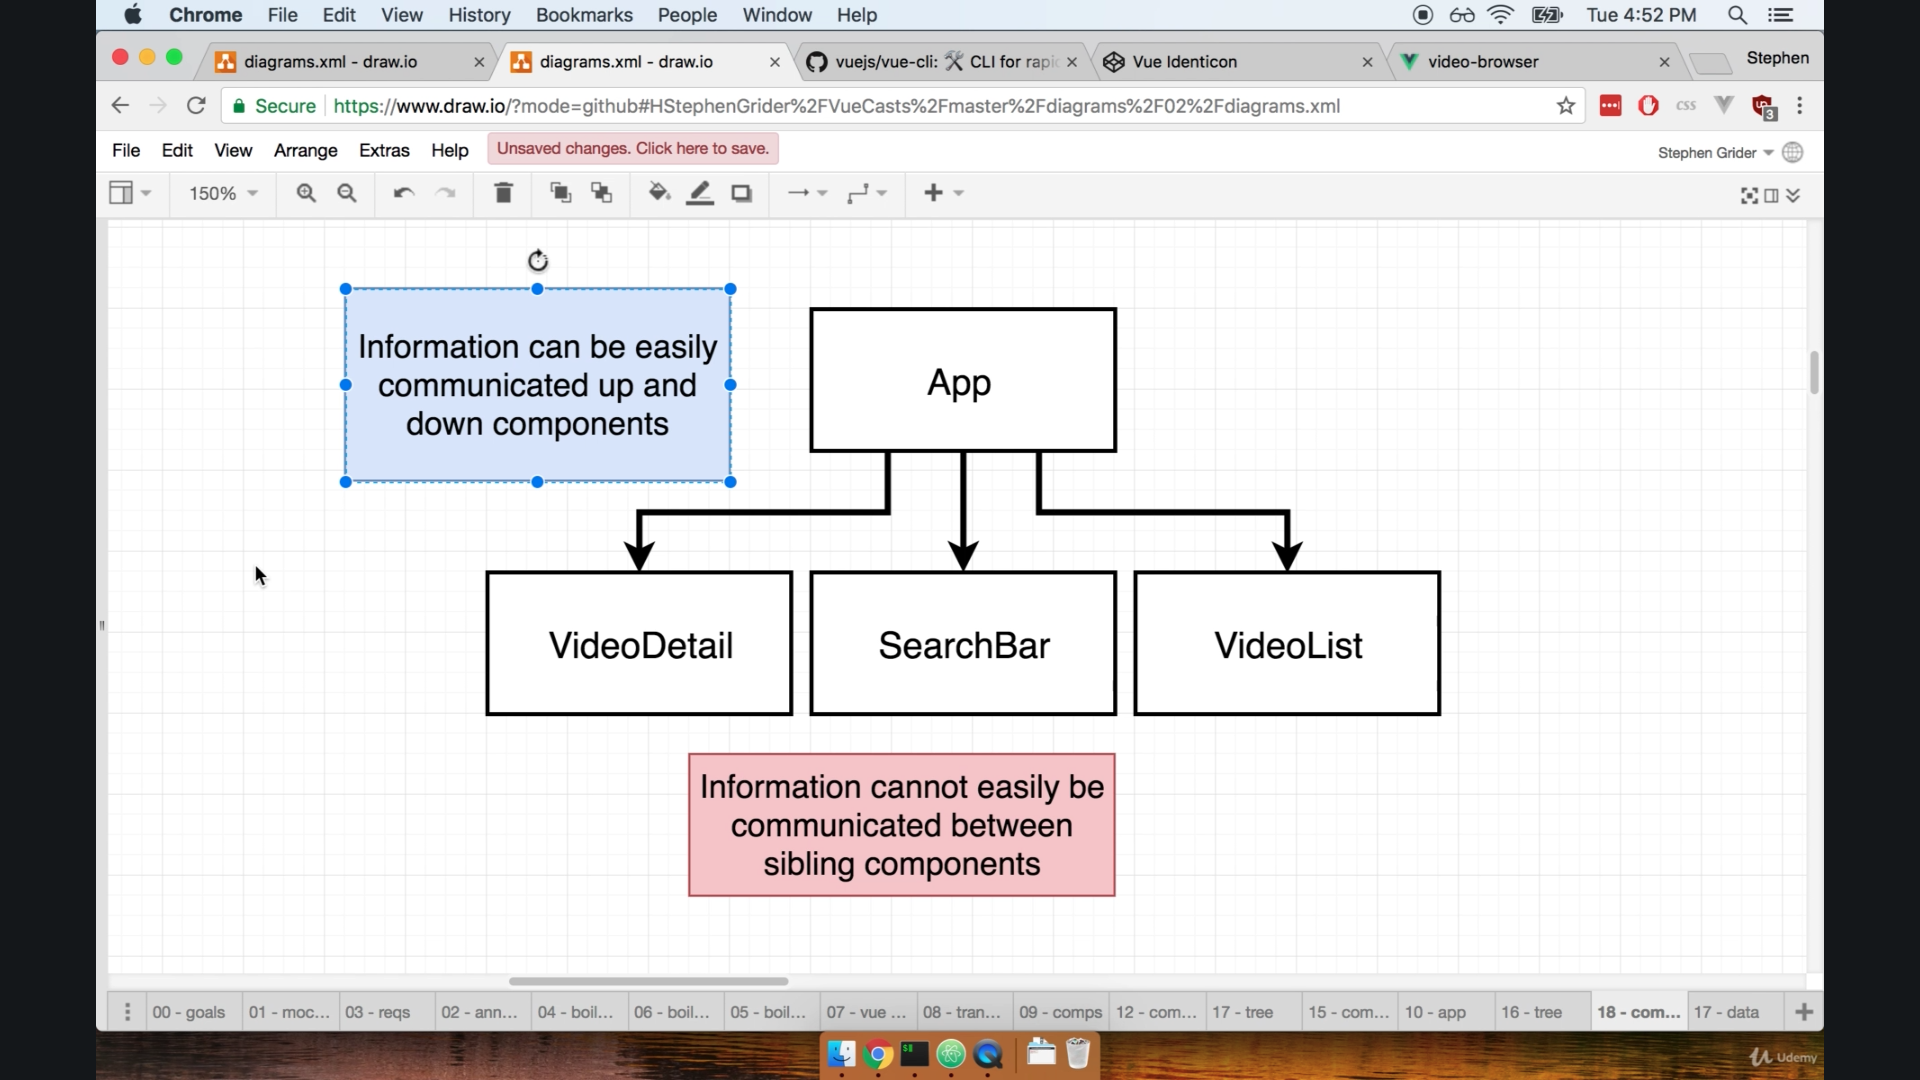 Chrome File Edit View History Bookmarks People Window Help Tue 4:52 PM
diagrams.xml - draw.io diagrams.xml - draw.io vuejs/vue-cli: 🛠 CLI for rapi Vue Identicon video-browser Stephen
Secure https://www.draw.io/?mode=github#HStephenGrider%2FVueCasts%2Fmaster%2Fdiagrams%2F02%2Fdiagrams.xml css 3
File Edit View Arrange Extras Help Unsaved changes. Click here to save. Stephen Grider
150%
Information can be easily
communicated up and
down components
App
VideoDetail SearchBar VideoList
Information cannot easily be
communicated between
sibling components
00 - goals 01 - moc... 03 - reqs 02 - ann... 04 - boil... 06 - boil... 05 - boil... 07 - vue ... 08 - tran... 09 - comps 12 - com... 17 - tree 15 - com... 10 - app 16 - tree 18 - com... 17 - data
Udemy